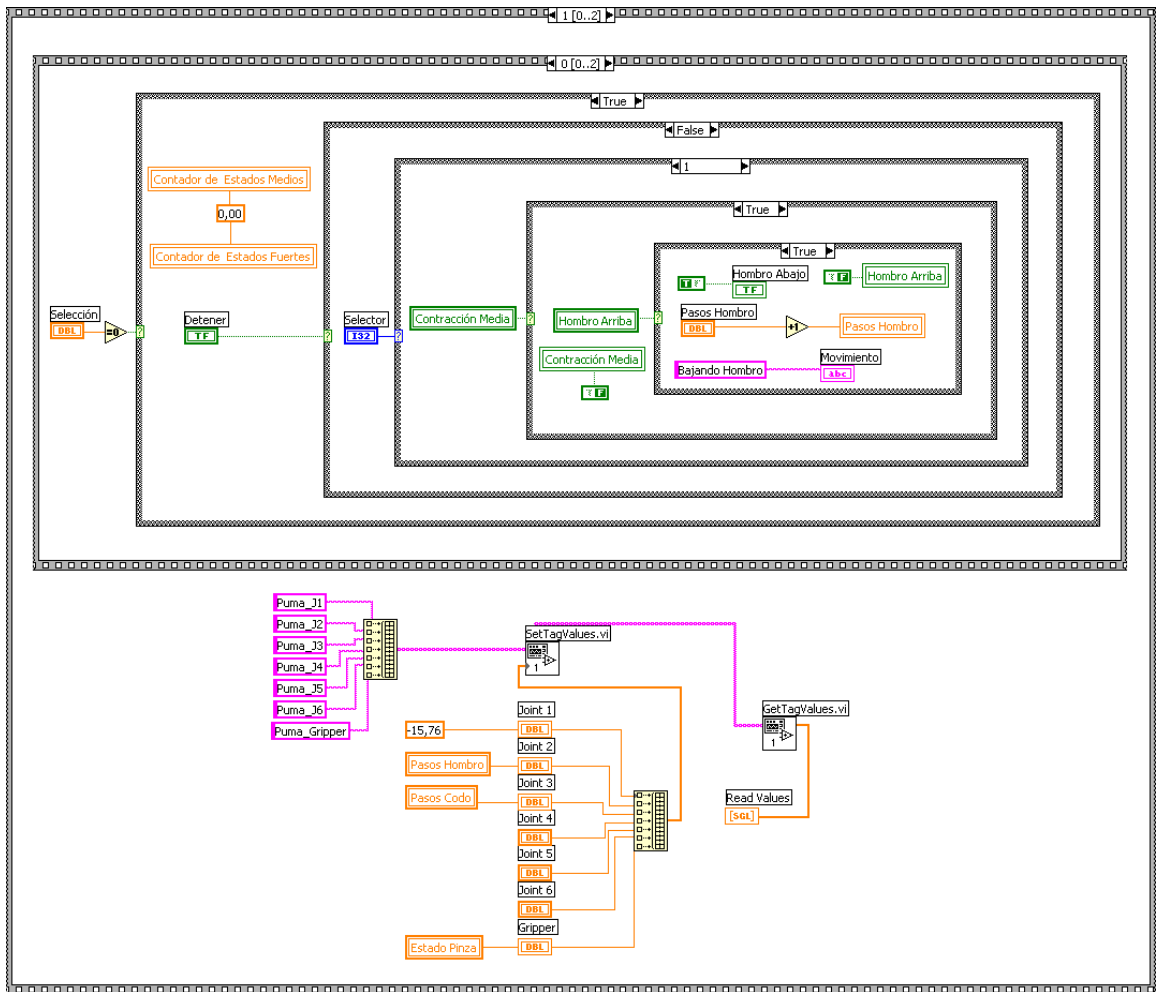 1 [0..2]
0 [0..2]
True
False
1
True
True
Contador de Estados Medios
0,00
Contador de Estados Fuertes
Selección
DBL
=0
?
Detener
TF
?
Selector
I32
?
Contracción Media
?
Hombro Arriba
?
Contracción Media
F
T
Hombro Abajo
TF
F
Hombro Arriba
Pasos Hombro
DBL
+1
Pasos Hombro
Bajando Hombro
Movimiento
abc
Puma_J1
Puma_J2
Puma_J3
Puma_J4
Puma_J5
Puma_J6
Puma_Gripper
SetTagValues.vi
1
GetTagValues.vi
1
Read Values
[SGL]
-15,76
Joint 1
DBL
Pasos Hombro
Joint 2
DBL
Pasos Codo
Joint 3
DBL
Joint 4
DBL
Joint 5
DBL
Joint 6
DBL
Estado Pinza
Gripper
DBL